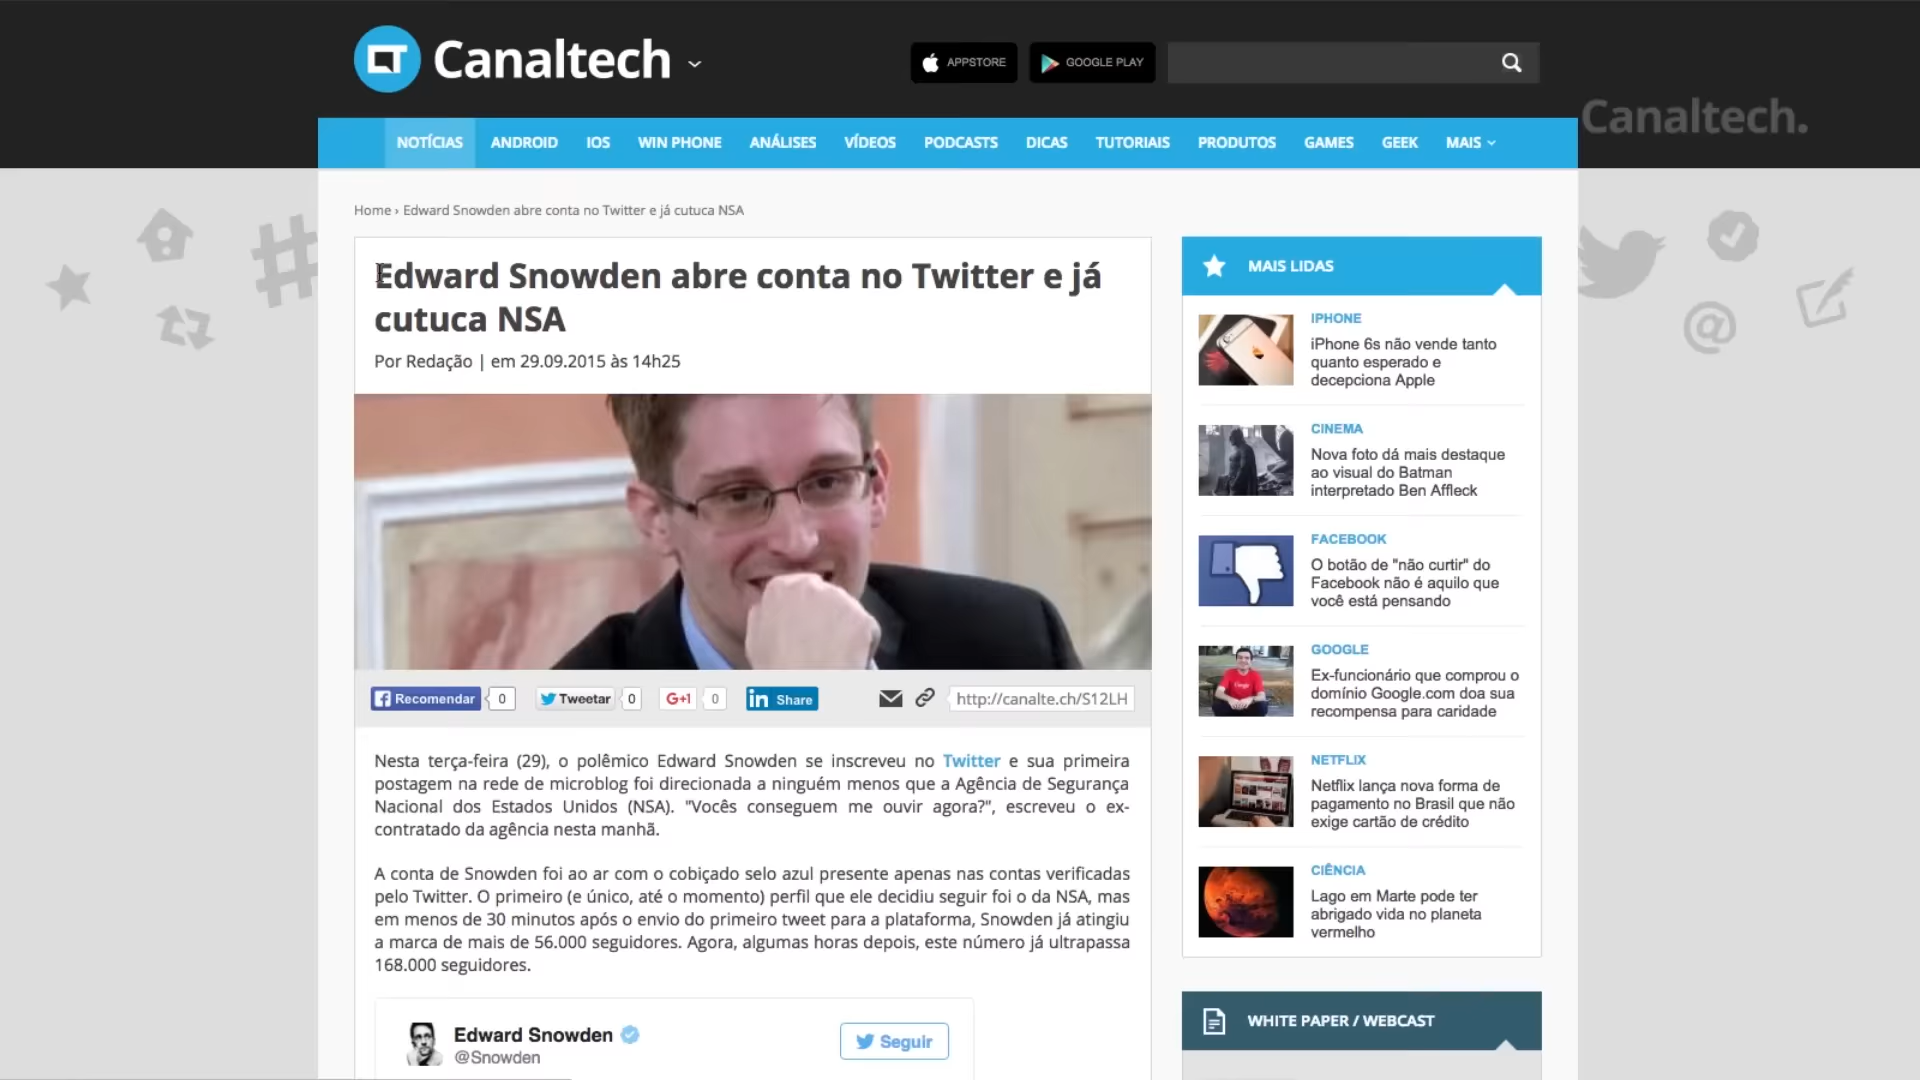 Canaltech
APPSTORE
GOOGLE PLAY
Canaltech.
NOTÍCIAS ANDROID IOS WIN PHONE ANÁLISES VÍDEOS PODCASTS DICAS TUTORIAIS PRODUTOS GAMES GEEK MAIS
Home › Edward Snowden abre conta no Twitter e já cutuca NSA
Edward Snowden abre conta no Twitter e já
cutuca NSA
Por Redação | em 29.09.2015 às 14h25
Recomendar 0
Tweetar 0
G+1 0
in Share
http://canalte.ch/S12LH
Nesta terça-feira (29), o polêmico Edward Snowden se inscreveu no Twitter e sua primeira
postagem na rede de microblog foi direcionada a ninguém menos que a Agência de Segurança
Nacional dos Estados Unidos (NSA). "Vocês conseguem me ouvir agora?", escreveu o ex-
contratado da agência nesta manhã.
A conta de Snowden foi ao ar com o cobiçado selo azul presente apenas nas contas verificadas
pelo Twitter. O primeiro (e único, até o momento) perfil que ele decidiu seguir foi o da NSA, mas
em menos de 30 minutos após o envio do primeiro tweet para a plataforma, Snowden já atingiu
a marca de mais de 56.000 seguidores. Agora, algumas horas depois, este número já ultrapassa
168.000 seguidores.
Edward Snowden
@Snowden
Seguir
MAIS LIDAS
IPHONE
iPhone 6s não vende tanto
quanto esperado e
decepciona Apple
CINEMA
Nova foto dá mais destaque
ao visual do Batman
interpretado Ben Affleck
FACEBOOK
O botão de "não curtir" do
Facebook não é aquilo que
você está pensando
GOOGLE
Ex-funcionário que comprou o
domínio Google.com doa sua
recompensa para caridade
NETFLIX
Netflix lança nova forma de
pagamento no Brasil que não
exige cartão de crédito
CIÊNCIA
Lago em Marte pode ter
abrigado vida no planeta
vermelho
WHITE PAPER / WEBCAST